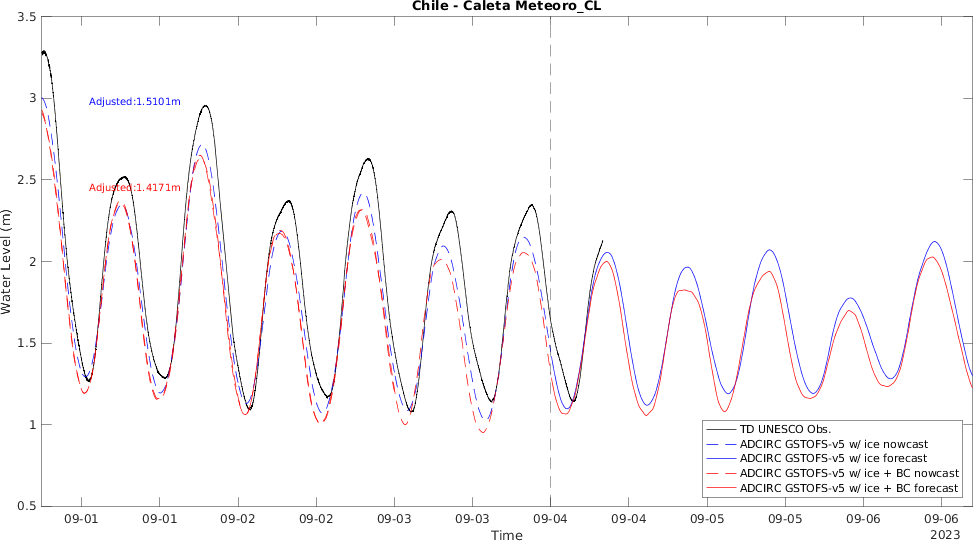 Chile - Caleta Meteoro_CL
3.5
3
2.5
2
1.5
1
0.5
Water Level (m)
Adjusted:1.5101m
Adjusted:1.4171m
TD UNESCO Obs.
ADCIRC GSTOFS-v5 w/ ice nowcast
ADCIRC GSTOFS-v5 w/ ice forecast
ADCIRC GSTOFS-v5 w/ ice + BC nowcast
ADCIRC GSTOFS-v5 w/ ice + BC forecast
09-01 09-01 09-02 09-02 09-03 09-03 09-04 09-04 09-05 09-05 09-06 09-06
2023
Time